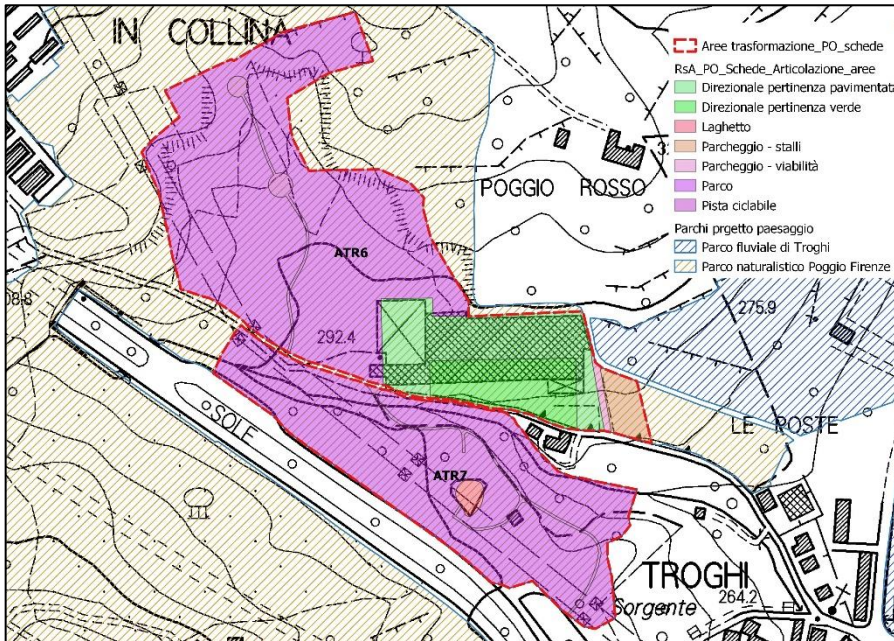 IN COLLINA
Aree trasformazione_PO_schede
RsA_PO_Schede_Articolazione_aree
Direzionale pertinenza pavimentata
Direzionale pertinenza verde
Laghetto
Parcheggio - stalli
Parcheggio - viabilità
Parco
Pista ciclabile
Parchi prgetto paesaggio
Parco fluviale di Troghi
Parco naturalistico Poggio Firenze
POGGIO ROSSO
ATR6
292.4
275.9
SOLE
LE POSTE
ATR7
TROGHI
264.2
Sorgente